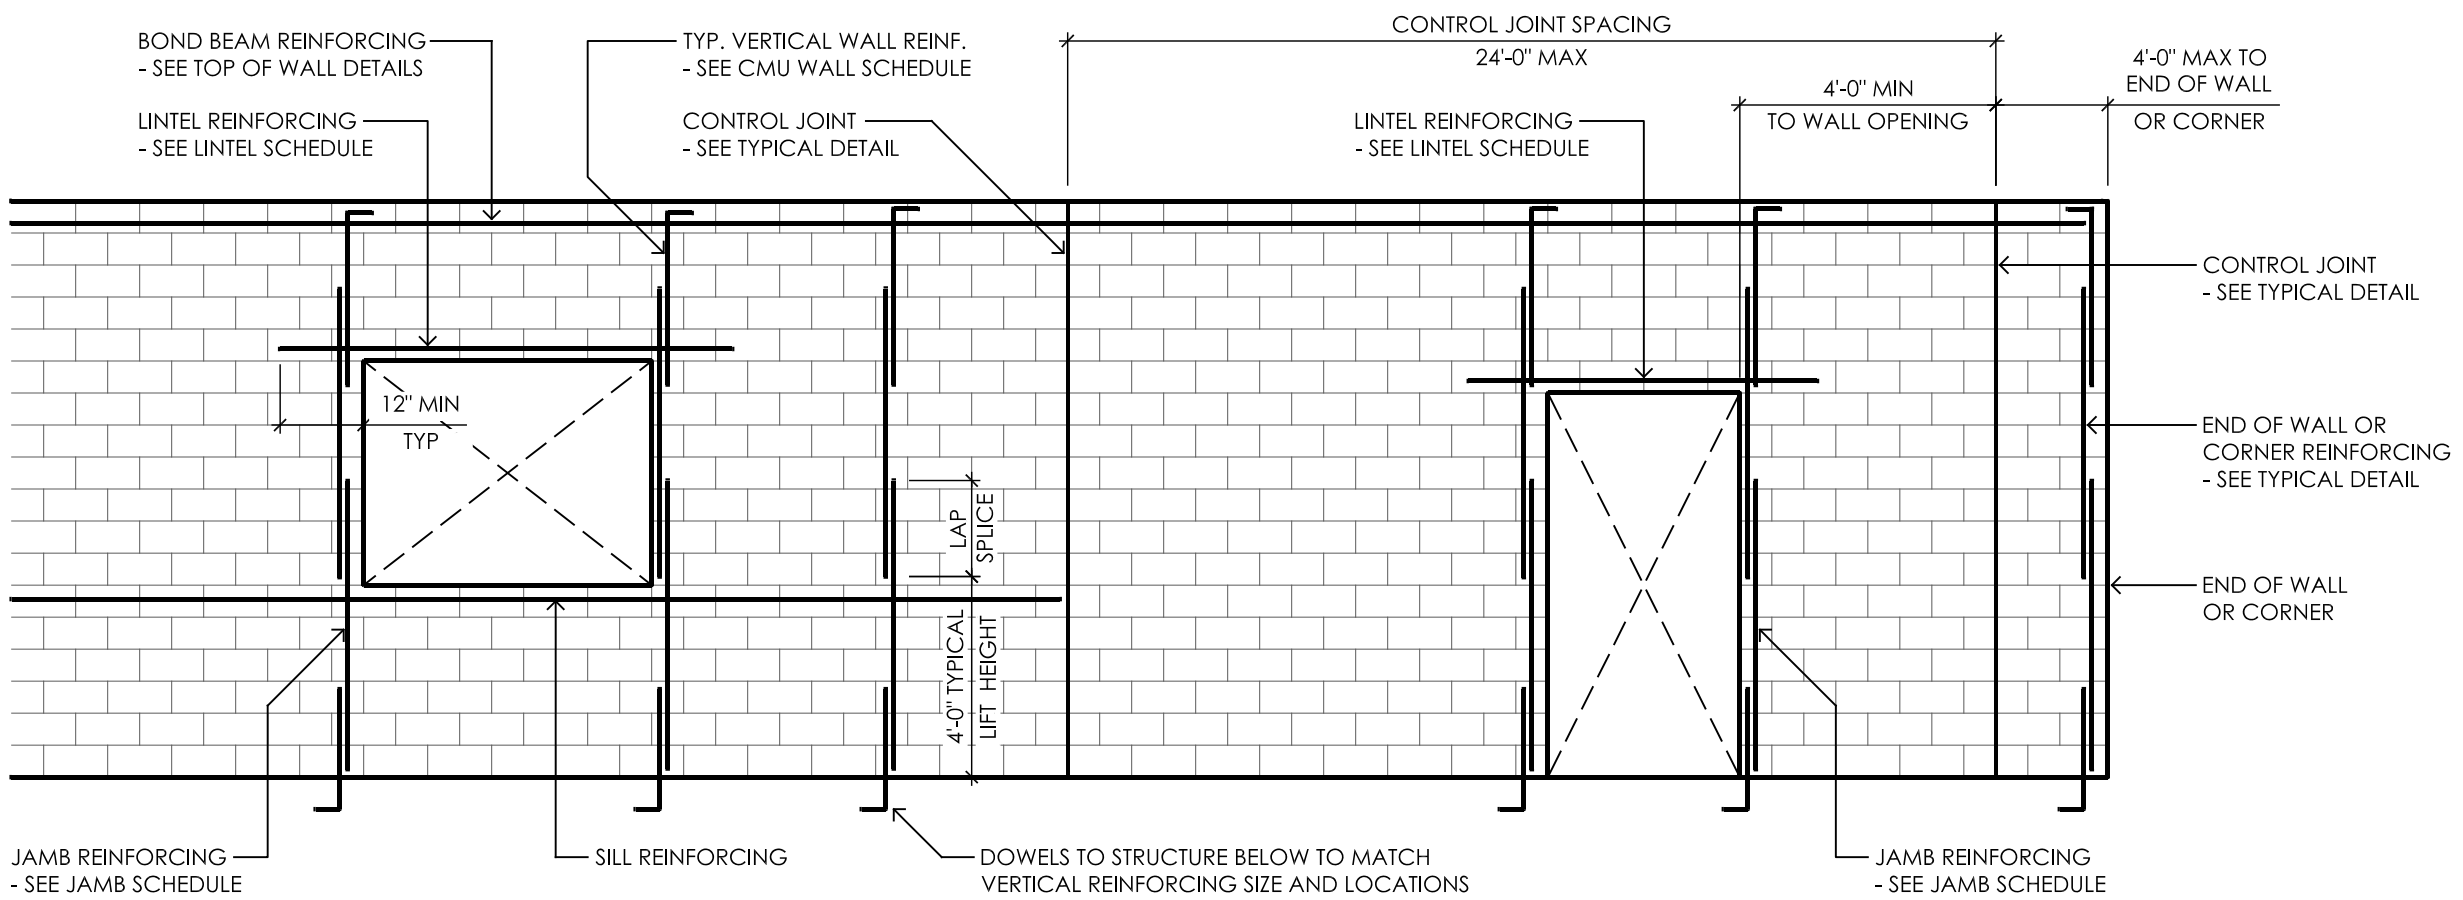 BOND BEAM REINFORCING
- SEE TOP OF WALL DETAILS
LINTEL REINFORCING
- SEE LINTEL SCHEDULE
TYP. VERTICAL WALL REINF.
- SEE CMU WALL SCHEDULE
CONTROL JOINT
- SEE TYPICAL DETAIL
CONTROL JOINT SPACING
24'-0" MAX
4'-0" MIN
TO WALL OPENING
4'-0" MAX TO
END OF WALL
OR CORNER
LINTEL REINFORCING
- SEE LINTEL SCHEDULE
CONTROL JOINT
- SEE TYPICAL DETAIL
12" MIN
TYP
END OF WALL OR
CORNER REINFORCING
- SEE TYPICAL DETAIL
LAP
SPLICE
4'-0" TYPICAL
LIFT HEIGHT
END OF WALL
OR CORNER
JAMB REINFORCING
- SEE JAMB SCHEDULE
SILL REINFORCING
DOWELS TO STRUCTURE BELOW TO MATCH
VERTICAL REINFORCING SIZE AND LOCATIONS
JAMB REINFORCING
- SEE JAMB SCHEDULE